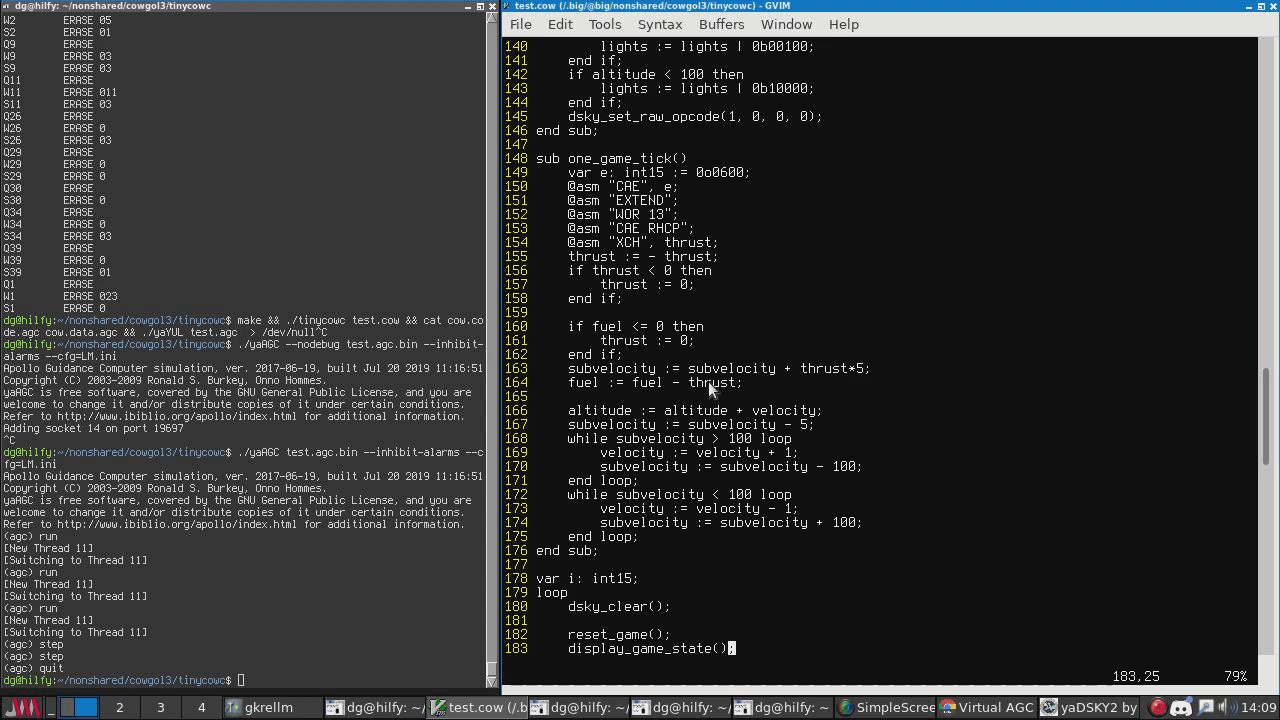 dg@hilfy: ~/nonshared/cowgol3/tinycowc
W2 ERASE 05
S2 ERASE 01
Q9 ERASE
W9 ERASE 03
S9 ERASE 03
Q11 ERASE
W11 ERASE 011
S11 ERASE 03
Q26 ERASE
W26 ERASE 0
S26 ERASE 03
Q29 ERASE
W29 ERASE 0
S29 ERASE 0
Q30 ERASE
S30 ERASE 0
Q34 ERASE
W34 ERASE 0
S34 ERASE 03
Q39 ERASE
W39 ERASE 0
S39 ERASE 01
Q1 ERASE
W1 ERASE 023
S1 ERASE 0
dg@hilfy:~/nonshared/cowgol3/tinycowc$ make && ./tinycowc test.cow && cat cow.co
de.agc cow.data.agc && ./yaYUL test.agc  > /dev/null^C
dg@hilfy:~/nonshared/cowgol3/tinycowc$ ./yaAGC --nodebug test.agc.bin --inhibit-
alarms --cfg=LM.ini
Apollo Guidance Computer simulation, ver. 2017-06-19, built Jul 20 2019 11:16:51
Copyright (C) 2003-2009 Ronald S. Burkey, Onno Hommes.
yaAGC is free software, covered by the GNU General Public License, and you are
welcome to change it and/or distribute copies of it under certain conditions.
Refer to http://www.ibiblio.org/apollo/index.html for additional information.
Adding socket 14 on port 19697
^C
dg@hilfy:~/nonshared/cowgol3/tinycowc$ ./yaAGC test.agc.bin --inhibit-alarms --c
fg=LM.ini
Apollo Guidance Computer simulation, ver. 2017-06-19, built Jul 20 2019 11:16:51
Copyright (C) 2003-2009 Ronald S. Burkey, Onno Hommes.
yaAGC is free software, covered by the GNU General Public License, and you are
welcome to change it and/or distribute copies of it under certain conditions.
Refer to http://www.ibiblio.org/apollo/index.html for additional information.
(agc) run
[New Thread 11]
[Switching to Thread 11]
(agc) run
[New Thread 11]
[Switching to Thread 11]
(agc) run
[New Thread 11]
[Switching to Thread 11]
(agc) step
(agc) step
(agc) quit
dg@hilfy:~/nonshared/cowgol3/tinycowc$
test.cow (/.big/@big/nonshared/cowgol3/tinycowc) - GVIM
File Edit Tools Syntax Buffers Window Help
140         lights := lights | 0b00100;
141     end if;
142     if altitude < 100 then
143         lights := lights | 0b10000;
144     end if;
145     dsky_set_raw_opcode(1, 0, 0, 0);
146 end sub;
147
148 sub one_game_tick()
149     var e: int15 := 0o0600;
150     @asm "CAE", e;
151     @asm "EXTEND";
152     @asm "WOR 13";
153     @asm "CAE RHCP";
154     @asm "XCH", thrust;
155     thrust := - thrust;
156     if thrust < 0 then
157         thrust := 0;
158     end if;
159
160     if fuel <= 0 then
161         thrust := 0;
162     end if;
163     subvelocity := subvelocity + thrust*5;
164     fuel := fuel - thrust;
165
166     altitude := altitude + velocity;
167     subvelocity := subvelocity - 5;
168     while subvelocity > 100 loop
169         velocity := velocity + 1;
170         subvelocity := subvelocity - 100;
171     end loop;
172     while subvelocity < 100 loop
173         velocity := velocity - 1;
174         subvelocity := subvelocity + 100;
175     end loop;
176 end sub;
177
178 var i: int15;
179 loop
180     dsky_clear();
181
182     reset_game();
183     display_game_state();
183,25 79%
2 3 4 gkrellm dg@hilfy: ~/ test.cow (/.b dg@hilfy: ~/ dg@hilfy: ~/ dg@hilfy: ~/ SimpleScree Virtual AGC yaDSKY2 by 14:09